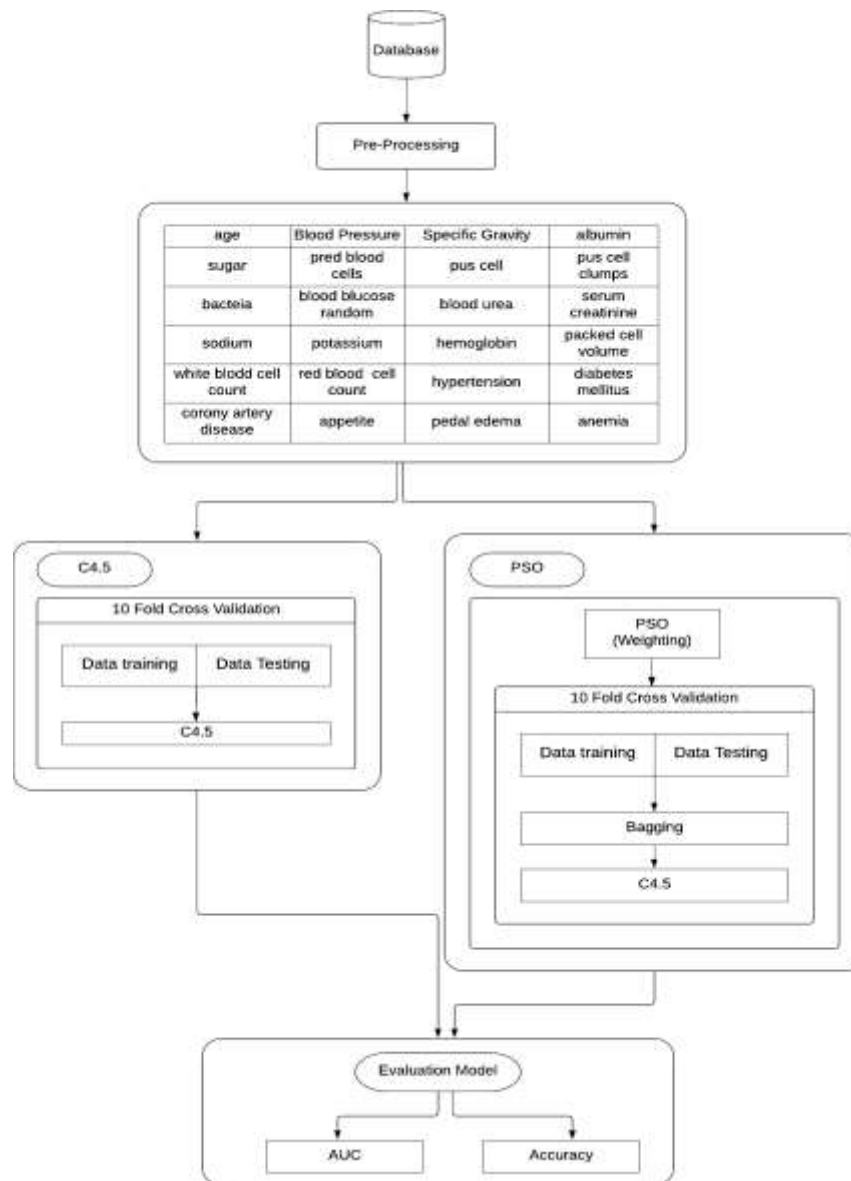 Database
Pre-Processing
age Blood Pressure Specific Gravity albumin
sugar pred blood cells pus cell pus cell clumps
bacteia blood blucose random blood urea serum creatinine
sodium potassium hemoglobin packed cell volume
white blodd cell count red blood cell count hypertension diabetes mellitus
corony artery disease appetite pedal edema anemia
C4.5
10 Fold Cross Validation
Data training Data Testing
C4.5
PSO
PSO
(Weighting)
10 Fold Cross Validation
Data training Data Testing
Bagging
C4.5
Evaluation Model
AUC Accuracy